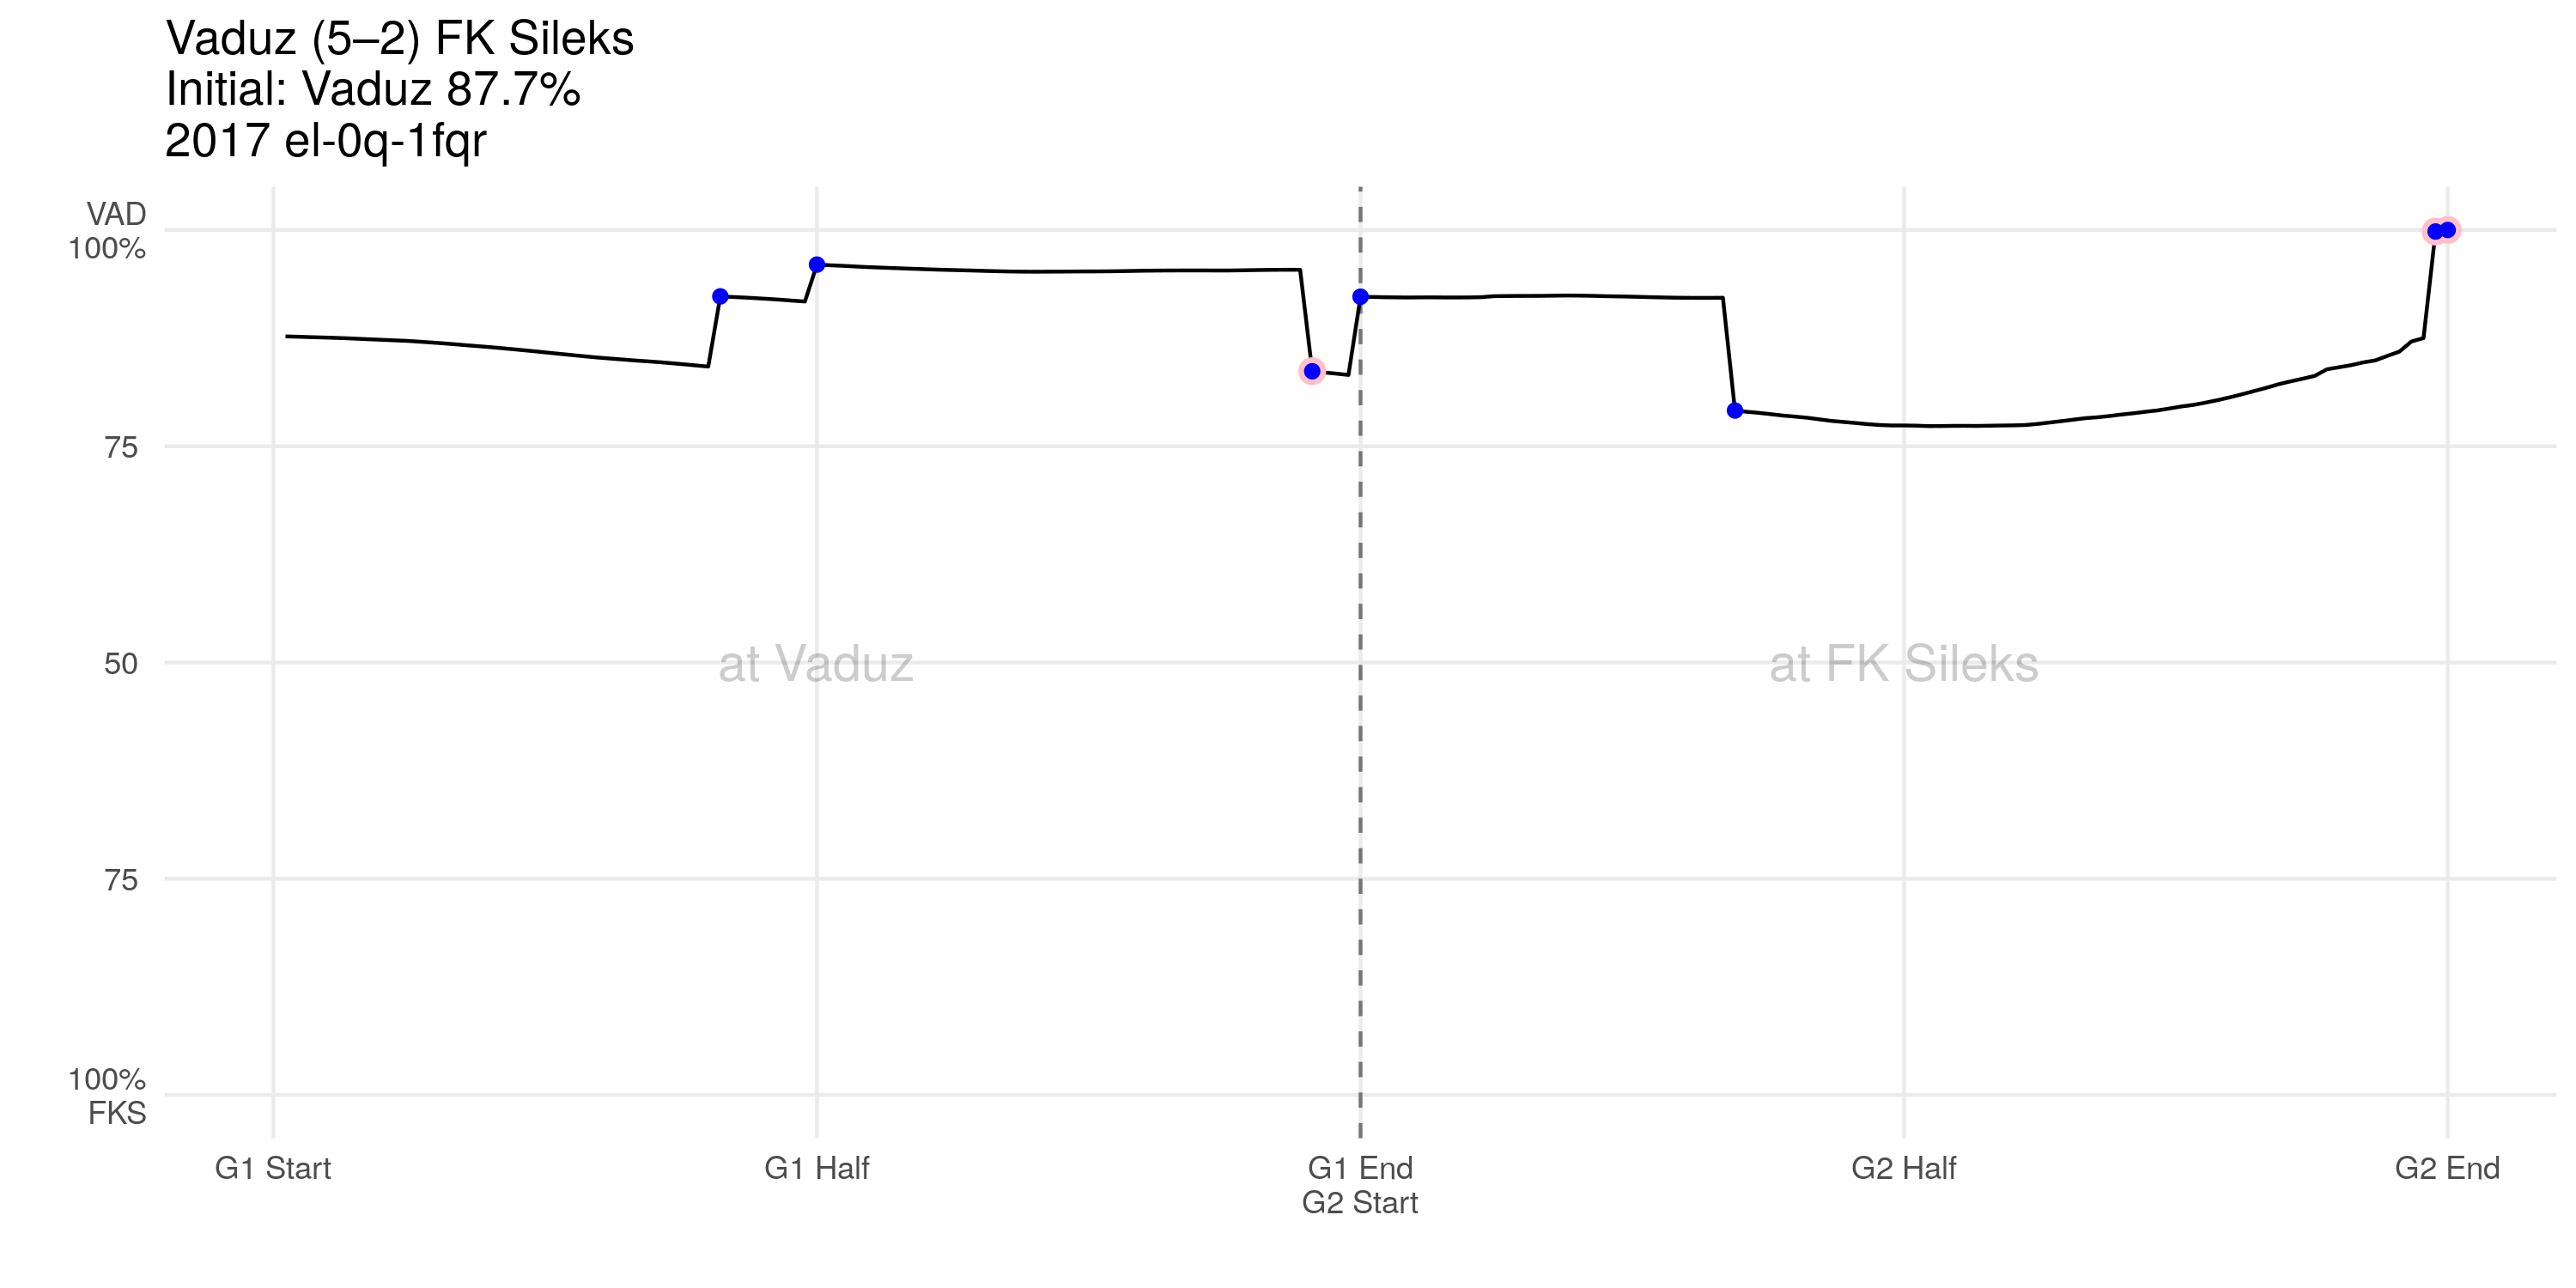 Vaduz (5–2) FK Sileks
Initial: Vaduz 87.7%
2017 el-0q-1fqr
VAD
100%
75
50
75
100%
FKS
at Vaduz
at FK Sileks
G1 Start
G1 Half
G1 End
G2 Start
G2 Half
G2 End